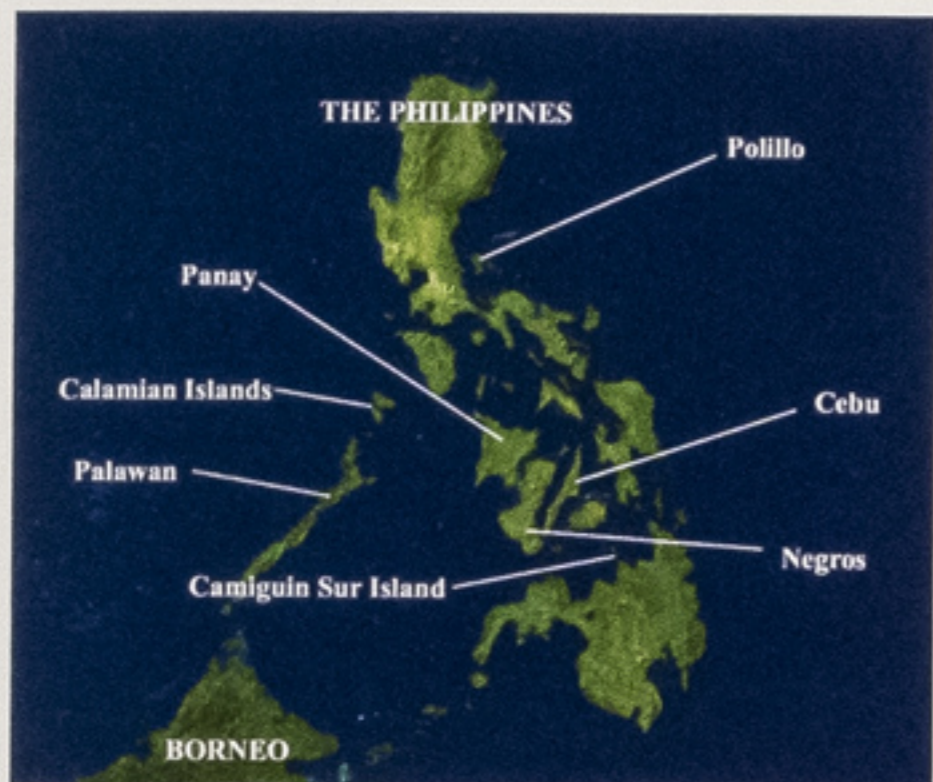 THE PHILIPPINES
Polillo
Panay
Calamian Islands
Cebu
Palawan
Negros
Camiguin Sur Island
BORNEO